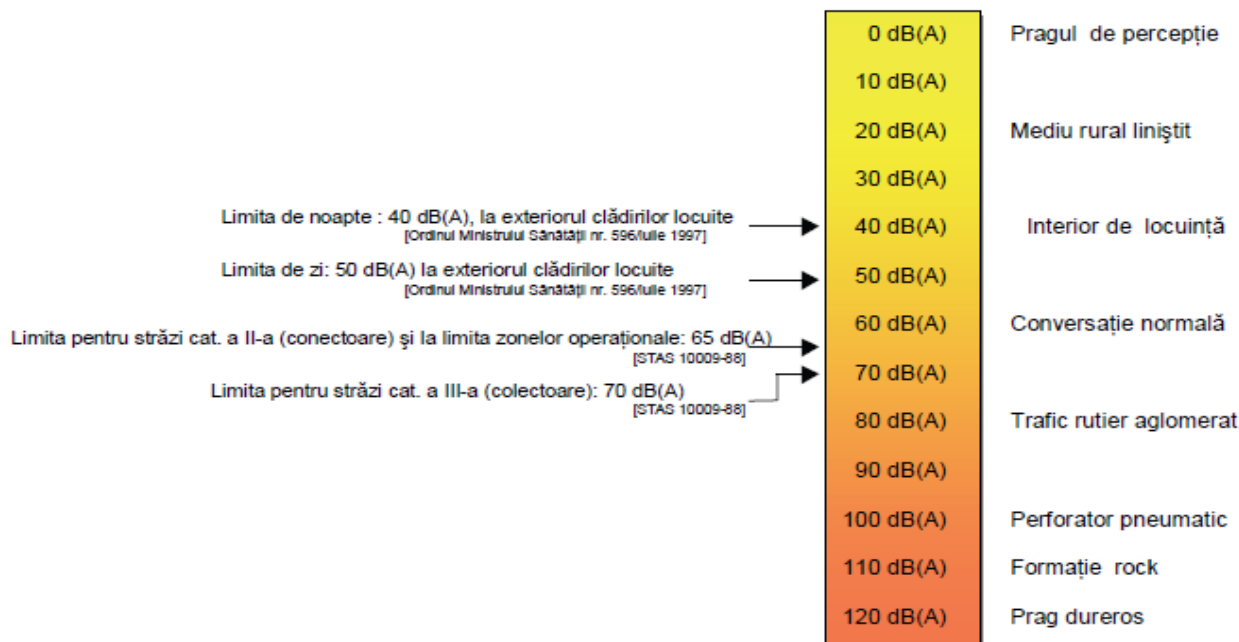 0 dB(A) Pragul de percepție
10 dB(A)
20 dB(A) Mediu rural liniştit
30 dB(A)
Limita de noapte : 40 dB(A), la exteriorul clădirilor locuite
[Ordinul Ministrului Sănătăţii nr. 596/iulie 1997]
40 dB(A) Interior de locuință
Limita de zi: 50 dB(A) la exteriorul clădirilor locuite
[Ordinul Ministrului Sănătăţii nr. 596/iulie 1997]
50 dB(A)
60 dB(A) Conversație normală
Limita pentru străzi cat. a II-a (conectoare) şi la limita zonelor operaționale: 65 dB(A)
[STAS 10009-88]
70 dB(A)
Limita pentru străzi cat. a III-a (colectoare): 70 dB(A)
[STAS 10009-88]
80 dB(A) Trafic rutier aglomerat
90 dB(A)
100 dB(A) Perforator pneumatic
110 dB(A) Formație rock
120 dB(A) Prag dureros